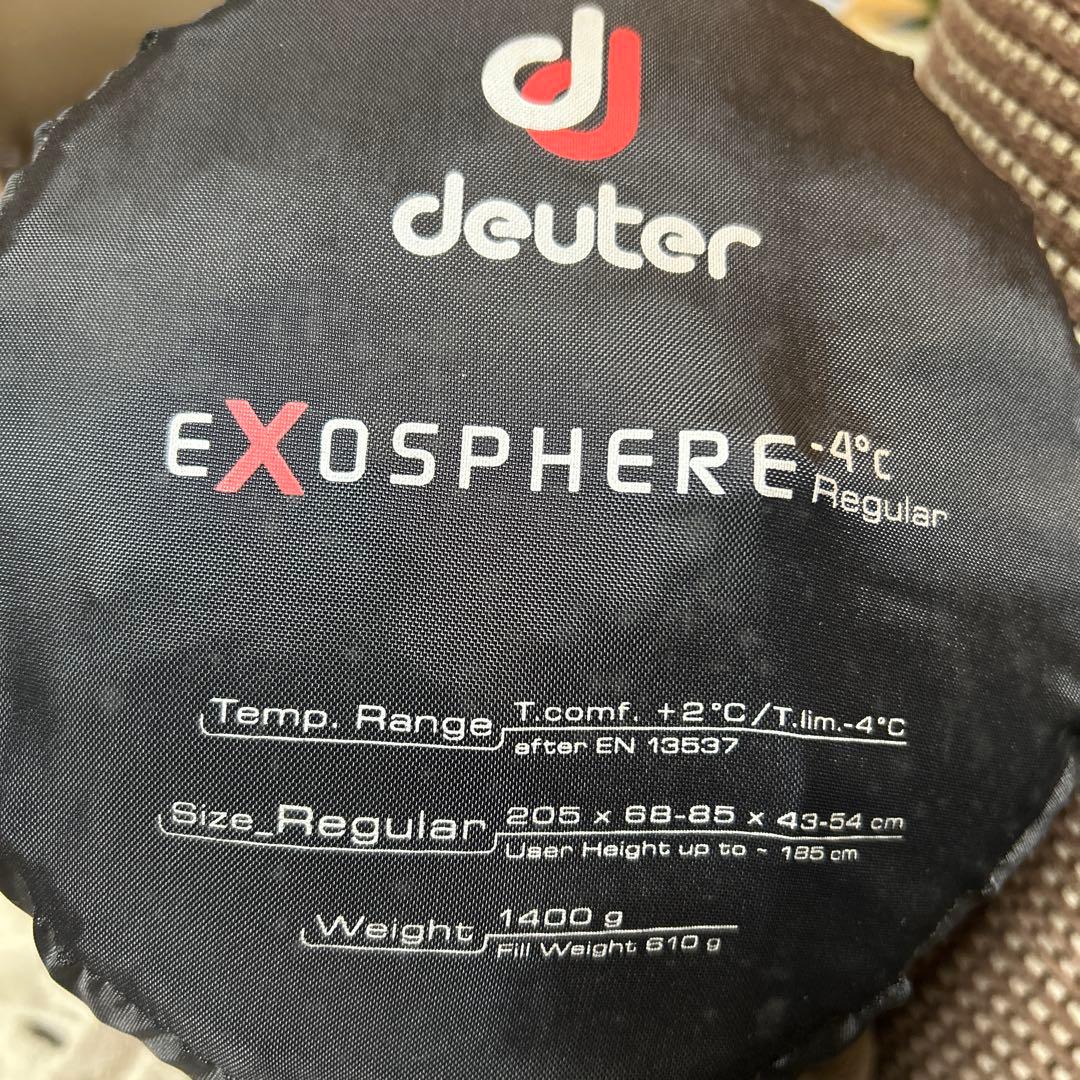 deuter
EXOSPHERE -4°C
Regular
Temp. Range T.comf. +2°C/T.lim.-4°C
after EN 13537
Size_Regular 205 x 68-85 x 43-54 cm
User Height up to ~ 185 cm
Weight 1400 g
Fill Weight 610 g